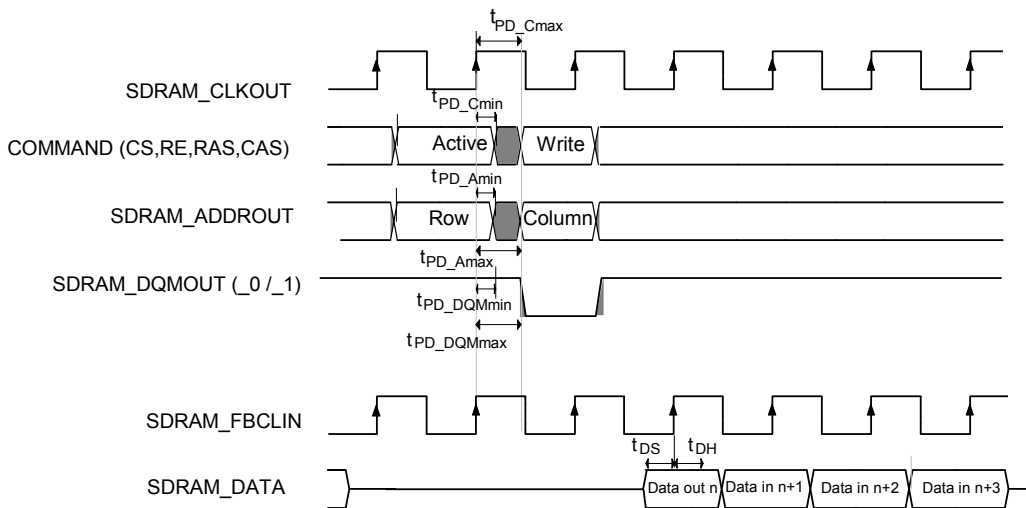 tPD_Cmax
SDRAM_CLKOUT
tPD_Cmin
COMMAND (CS,RE,RAS,CAS)
Active
Write
tPD_Amin
SDRAM_ADDROUT
Row
Column
tPD_Amax
SDRAM_DQMOUT (_0 /_1)
tPD_DQMmin
tPD_DQMmax
SDRAM_FBCLIN
tDS
tDH
SDRAM_DATA
Data out n
Data in n+1
Data in n+2
Data in n+3